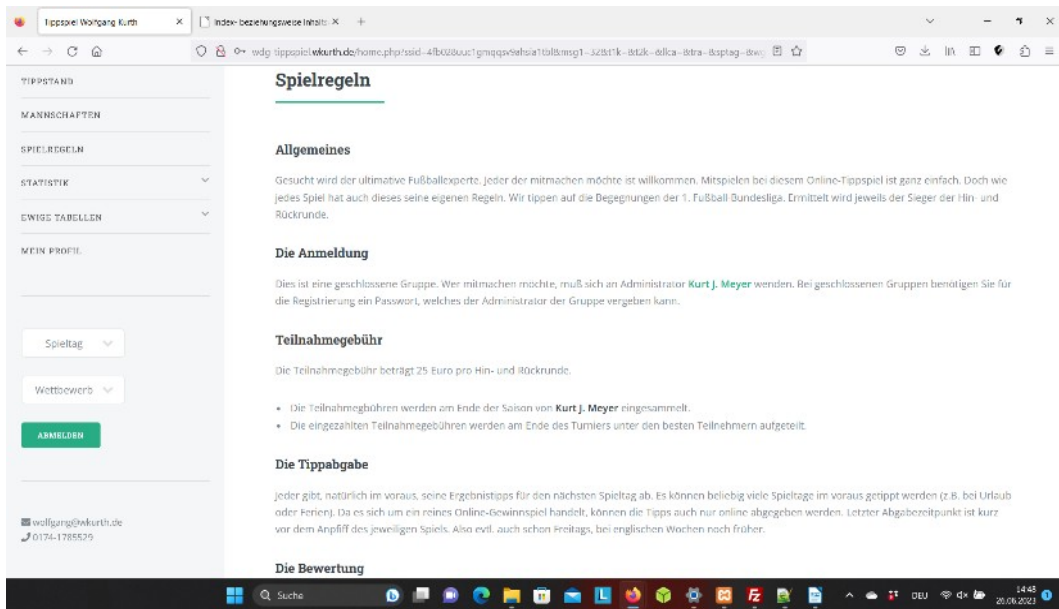 Tippspiel Wolfgang Kurth
Index- beziehungsweise Inhalts
TIPPSTAND
MANNSCHAFTEN
SPIELREGELN
STATISTIK
EWIGE TABELLEN
MEIN PROFIL
Spieltag
Wettbewerb
ABMELDEN
wolfgang@wkurth.de
0174-1785529
Spielregeln
Allgemeines
Gesucht wird der ultimative Fußballexperte. Jeder der mitmachen möchte ist willkommen. Mitspielen bei diesem Online-Tippspiel ist ganz einfach. Doch wie
jedes Spiel hat auch dieses seine eigenen Regeln. Wir tippen auf die Begegnungen der 1. Fußball Bundesliga. Ermittelt wird jeweils der Sieger der Hin- und
Rückrunde.
Die Anmeldung
Dies ist eine geschlossene Gruppe. Wer mitmachen möchte, muß sich an Administrator Kurt J. Meyer wenden. Bei geschlossenen Gruppen benötigen Sie für
die Registrierung ein Passwort, welches der Administrator der Gruppe vergeben kann.
Teilnahmegebühr
Die Teilnahmegebühr beträgt 25 Euro pro Hin- und Rückrunde.
Die Teilnahmegbühren werden am Ende der Saison von Kurt J. Meyer eingesammelt.
Die eingezahlten Teilnahmegebühren werden am Ende des Turniers unter den besten Teilnehmern aufgeteilt.
Die Tippabgabe
Jeder gibt, natürlich im voraus, seine Ergebnistipps für den nächsten Spieltag ab. Es können beliebig viele Spieltage im voraus getippt werden (z.B. bei Urlaub
oder Ferien). Da es sich um ein reines Online-Gewinnspiel handelt, können die Tipps auch nur online abgegeben werden. Letzter Abgabezeitpunkt ist kurz
vor dem Anpfiff des jeweiligen Spiels. Also evtl. auch schon Freitags, bei englischen Wochen noch früher.
Die Bewertung
Suche
DEU
14:48
26.06.2023